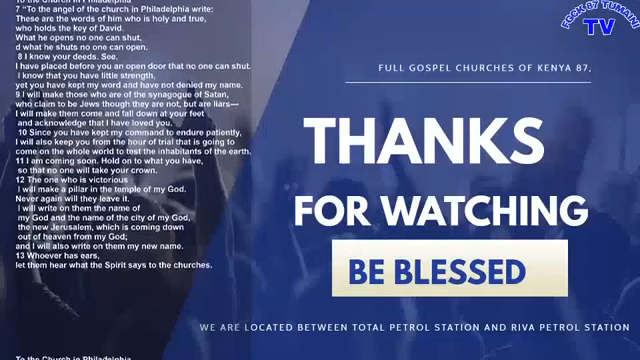 To the Church in Philadelphia
7 “To the angel of the church in Philadelphia write:
These are the words of him who is holy and true,
who holds the key of David.
What he opens no one can shut,
d what he shuts no one can open.
8 I know your deeds. See,
I have placed before you an open door that no one can shut.
I know that you have little strength,
yet you have kept my word and have not denied my name.
9 I will make those who are of the synagogue of Satan,
who claim to be Jews though they are not, but are liars—
I will make them come and fall down at your feet
and acknowledge that I have loved you.
10 Since you have kept my command to endure patiently,
I will also keep you from the hour of trial that is going to
come on the whole world to test the inhabitants of the earth.
11 I am coming soon. Hold on to what you have,
so that no one will take your crown.
12 The one who is victorious
I will make a pillar in the temple of my God.
Never again will they leave it.
I will write on them the name of
my God and the name of the city of my God,
the new Jerusalem, which is coming down
out of heaven from my God;
and I will also write on them my new name.
13 Whoever has ears,
let them hear what the Spirit says to the churches.
To the Church in Philadelphia
FGCK 87 TUMAINI
TV
FULL GOSPEL CHURCHES OF KENYA 87,
THANKS
FOR WATCHING
BE BLESSED
WE ARE LOCATED BETWEEN TOTAL PETROL STATION AND RIVA PETROL STATION